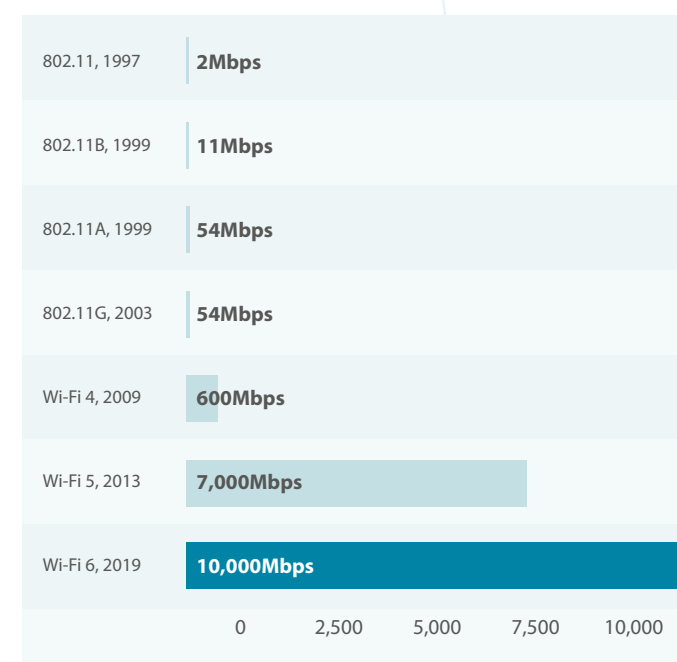 802.11, 1997 2Mbps
802.11B, 1999 11Mbps
802.11A, 1999 54Mbps
802.11G, 2003 54Mbps
Wi-Fi 4, 2009 600Mbps
Wi-Fi 5, 2013 7,000Mbps
Wi-Fi 6, 2019 10,000Mbps
0 2,500 5,000 7,500 10,000